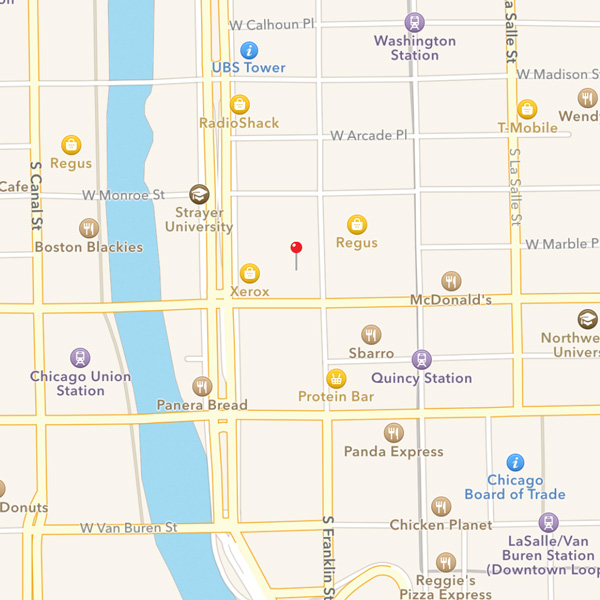 W Calhoun Pl
La Salle St
Washington
Station
UBS Tower
W Madison St
RadioShack
Wendy
T-Mobile
W Arcade Pl
Regus
S La Salle St
S Canal St
Cafe
W Monroe St
Strayer
University
Boston Blackies
Regus
W Marble P
Xerox
McDonald's
Northwe
Univers
Sbarro
Chicago Union
Station
Quincy Station
Panera Bread
Protein Bar
Panda Express
Chicago
Board of Trade
Donuts
Chicken Planet
W Van Buren St
S Franklin St
LaSalle/Van
Buren Station
(Downtown Loop
Reggie's
Pizza Express